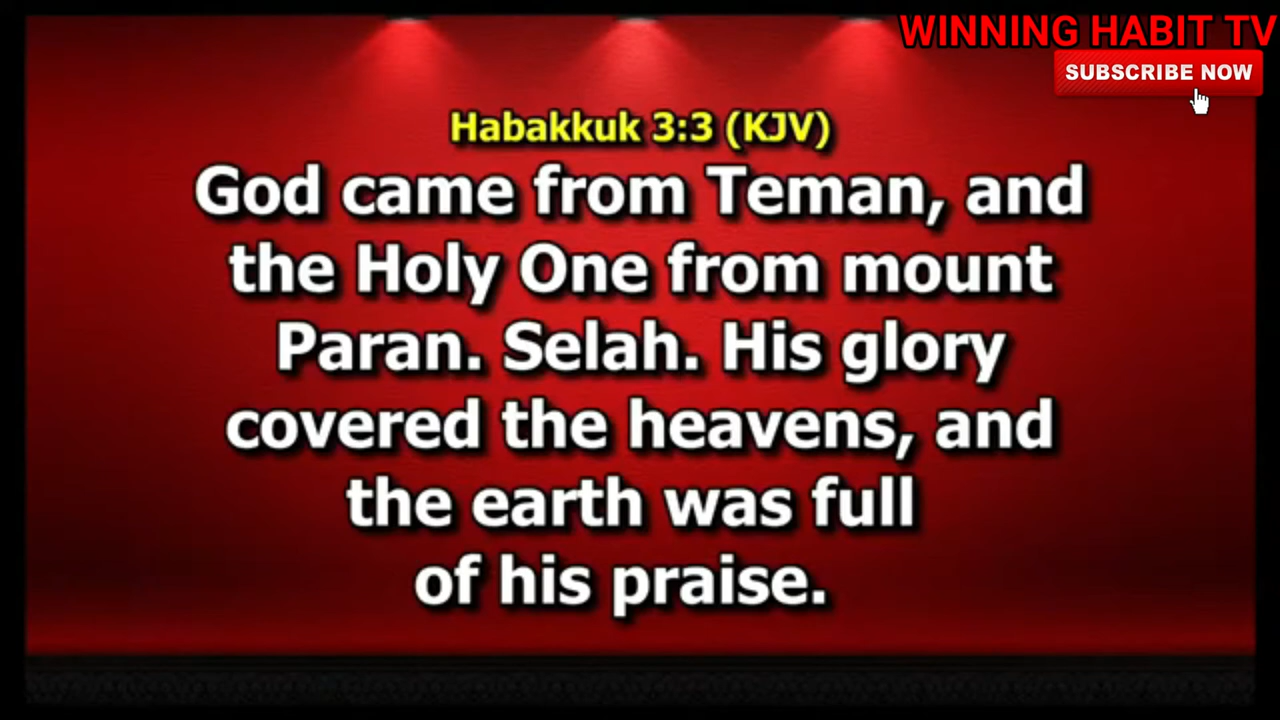 WINNING HABIT TV
SUBSCRIBE NOW
Habakkuk 3:3 (KJV)
God came from Teman, and
the Holy One from mount
Paran. Selah. His glory
covered the heavens, and
the earth was full
of his praise.